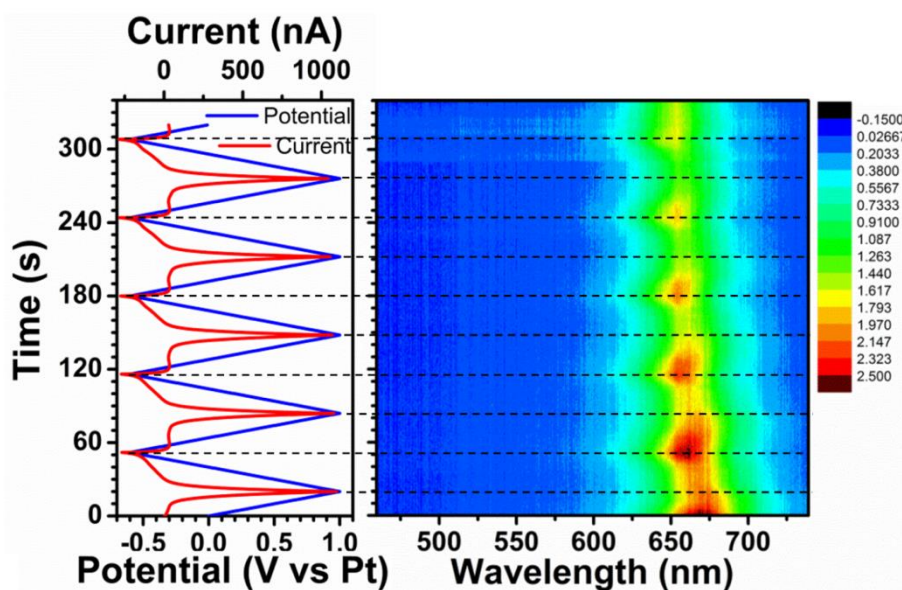 Current (nA)
0 500 1000
Potential
Current
Time (s)
300
240
180
120
60
0
-0.5 0.0 0.5 1.0
Potential (V vs Pt)
500 550 600 650 700
Wavelength (nm)
-0.1500
0.02667
0.2033
0.3800
0.5567
0.7333
0.9100
1.087
1.263
1.440
1.617
1.793
1.970
2.147
2.323
2.500